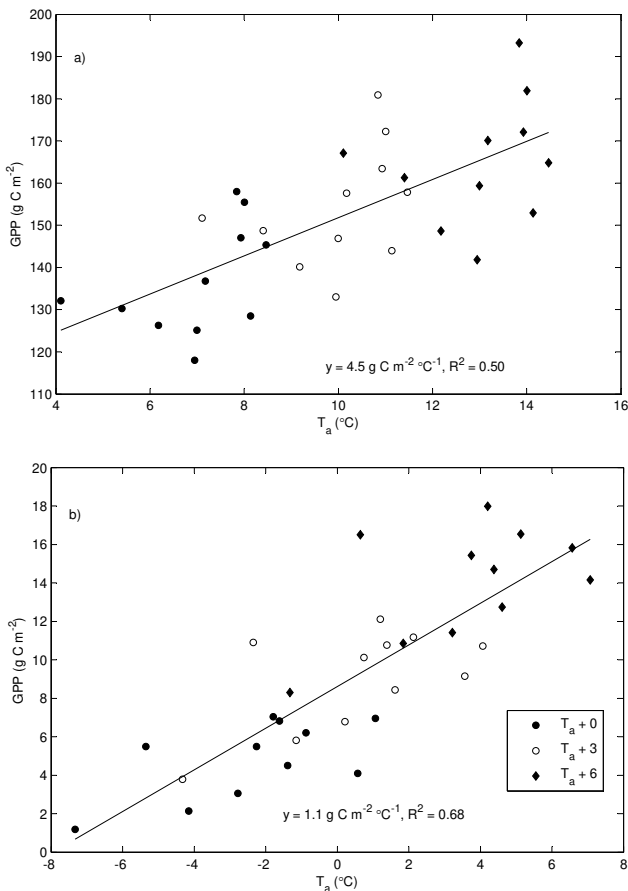 200
190
180
170
160
150
140
130
120
110
GPP (g C m-2)
a)
y = 4.5 g C m-2 °C-1, R2 = 0.50
4 6 8 10 12 14 16
Ta (°C)
20
18
16
14
12
10
8
6
4
2
0
GPP (g C m-2)
b)
Ta + 0
Ta + 3
Ta + 6
y = 1.1 g C m-2 °C-1, R2 = 0.68
-8 -6 -4 -2 0 2 4 6 8
Ta (°C)